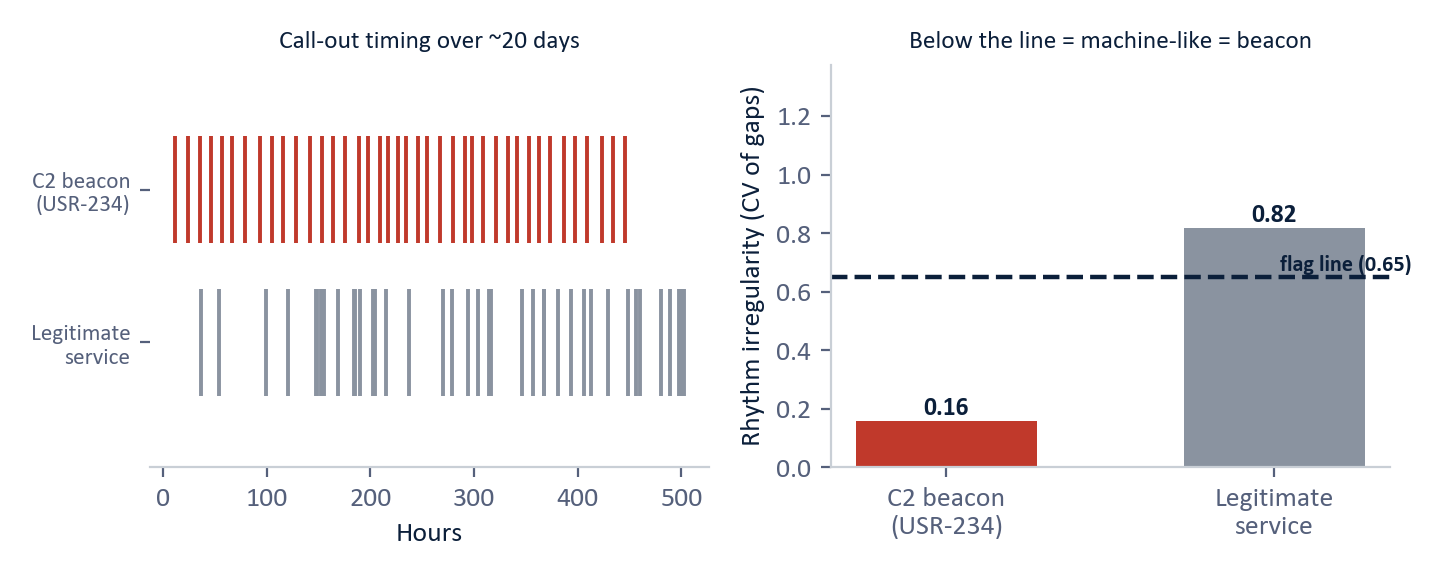 Call-out timing over ~20 days
C2 beacon
(USR-234)
Legitimate
service
0
100
200
300
400
500
Hours
Below the line = machine-like = beacon
Rhythm irregularity (CV of gaps)
1.2
1.0
0.8
0.6
0.4
0.2
0.0
0.82
flag line (0.65)
0.16
C2 beacon
(USR-234)
Legitimate
service